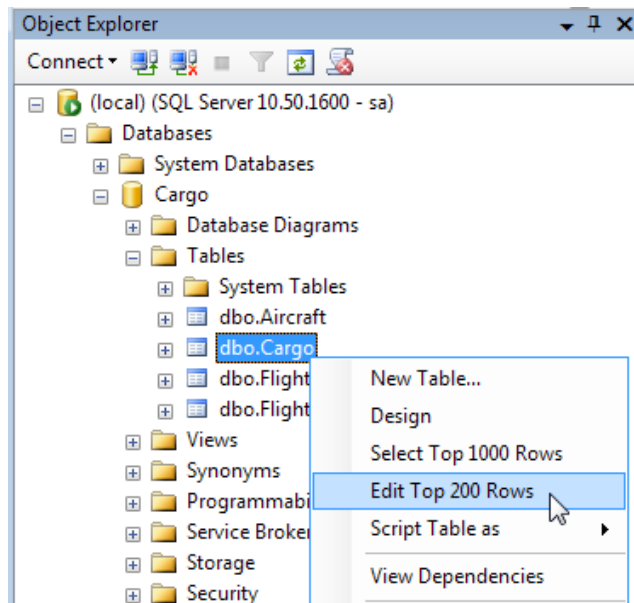 Object Explorer
Connect
(local) (SQL Server 10.50.1600 - sa)
Databases
System Databases
Cargo
Database Diagrams
Tables
System Tables
dbo.Aircraft
dbo.Cargo
dbo.Flight
dbo.Flight
Views
Synonyms
Programmabi
Service Broker
Storage
Security
New Table...
Design
Select Top 1000 Rows
Edit Top 200 Rows
Script Table as
View Dependencies